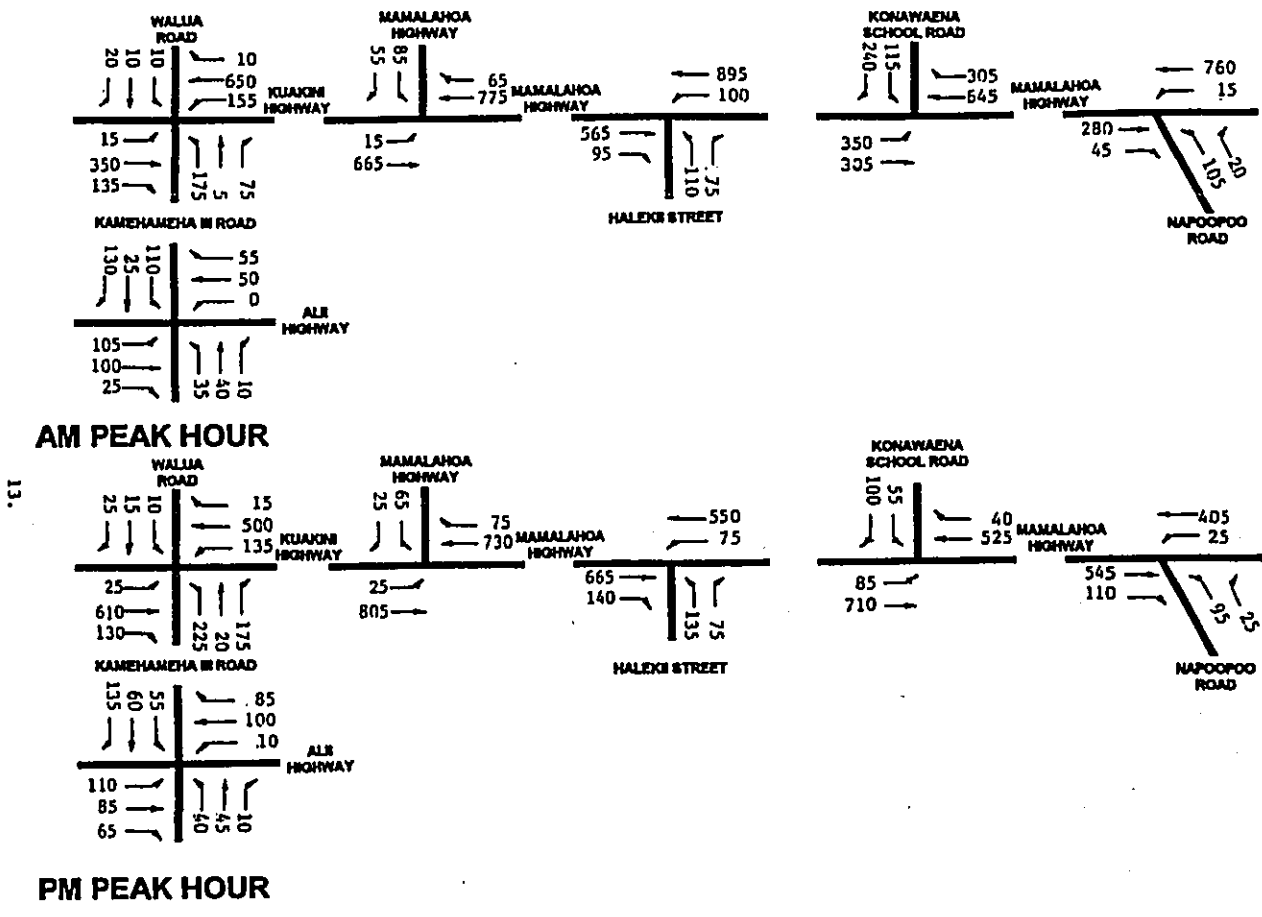 WALUA
ROAD
20 10 10
10
650
155
KUAKINI
HIGHWAY
15
350
135
175 5 75
MAMALAHOA
HIGHWAY
55 85
65
775
15
665
MAMALAHOA
HIGHWAY
895
100
565
95
110 75
HALEKII STREET
KONAWAENA
SCHOOL ROAD
240 115
305
645
350
305
MAMALAHOA
HIGHWAY
760
15
280
45
105 20
NAPOOPOO
ROAD
KAMEHAMEHA III ROAD
130 25 110
55
50
0
ALII
HIGHWAY
105
100
25
35 40 10
AM PEAK HOUR
13.
WALUA
ROAD
25 15 10
15
500
135
KUAKINI
HIGHWAY
25
610
130
225 20 175
MAMALAHOA
HIGHWAY
25 65
75
730
25
805
MAMALAHOA
HIGHWAY
550
75
665
140
135 75
HALEKII STREET
KONAWAENA
SCHOOL ROAD
100 55
40
525
85
710
MAMALAHOA
HIGHWAY
405
25
545
110
95 25
NAPOOPOO
ROAD
KAMEHAMEHA III ROAD
135 60 55
85
100
10
ALII
HIGHWAY
110
85
65
40 45 10
PM PEAK HOUR